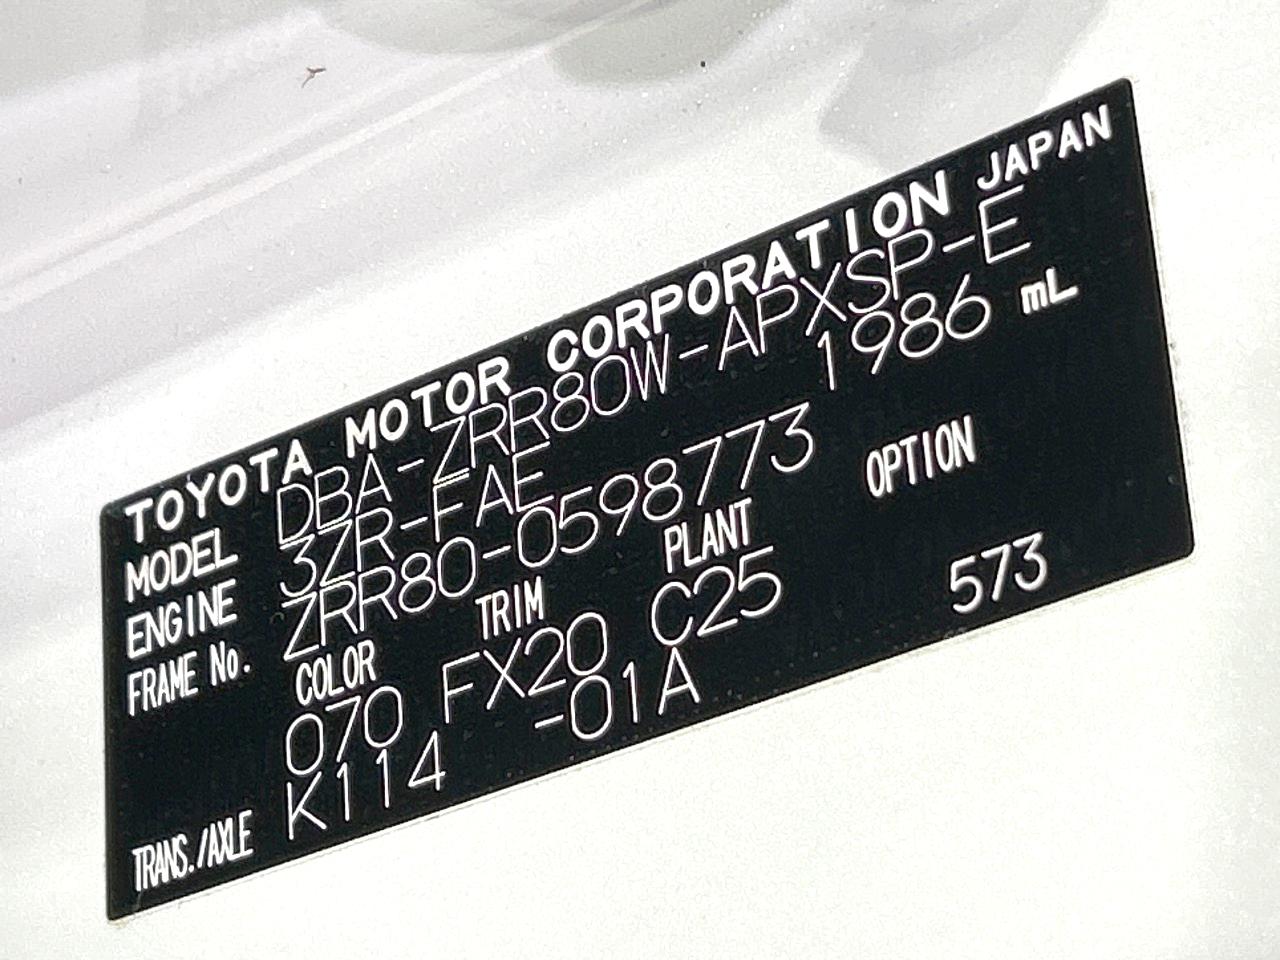 TOYOTA MOTOR CORPORATION JAPAN
MODEL DBA-ZRR80W-APXSP-E
ENGINE 3ZR-FAE 1986 mL
FRAME No. ZRR80-0598773
COLOR TRIM PLANT OPTION
070 FX20 C25 573
TRANS./AXLE K114 -01A